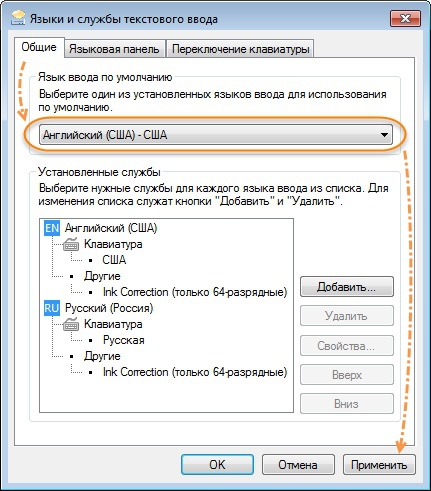 Языки и службы текстового ввода
Общие Языковая панель Переключение клавиатуры
Язык ввода по умолчанию
Выберите один из установленных языков ввода для использования
по умолчанию.
Английский (США) - США
Установленные службы
Выберите нужные службы для каждого языка ввода из списка. Для
изменения списка служат кнопки "Добавить" и "Удалить".
EN Английский (США)
Клавиатура
США
Другие
Ink Correction (только 64-разрядные)
RU Русский (Россия)
Клавиатура
Русская
Другие
Ink Correction (только 64-разрядные)
Добавить...
Удалить
Свойства...
Вверх
Вниз
OK Отмена Применить